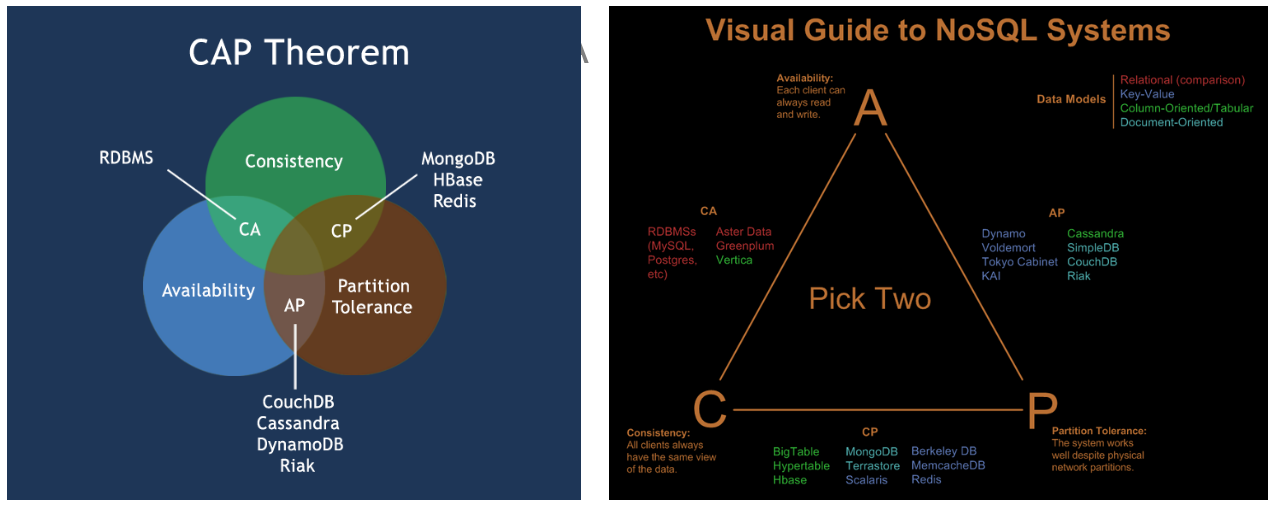 CAP Theorem
RDBMS
Consistency
MongoDB
HBase
Redis
CA
CP
Availability
Partition
Tolerance
AP
CouchDB
Cassandra
DynamoDB
Riak
A
Visual Guide to NoSQL Systems
Availability:
Each client can
always read
and write.
A
Data Models
Relational (comparison)
Key-Value
Column-Oriented/Tabular
Document-Oriented
CA
RDBMSs
(MySQL,
Postgres,
etc)
Aster Data
Greenplum
Vertica
AP
Dynamo
Voldemort
Tokyo Cabinet
KAI
Cassandra
SimpleDB
CouchDB
Riak
Pick Two
C
P
Consistency:
All clients always
have the same view
of the data.
CP
BigTable
Hypertable
Hbase
MongoDB
Terrastore
Scalaris
Berkeley DB
MemcacheDB
Redis
Partition Tolerance:
The system works
well despite physical
network partitions.